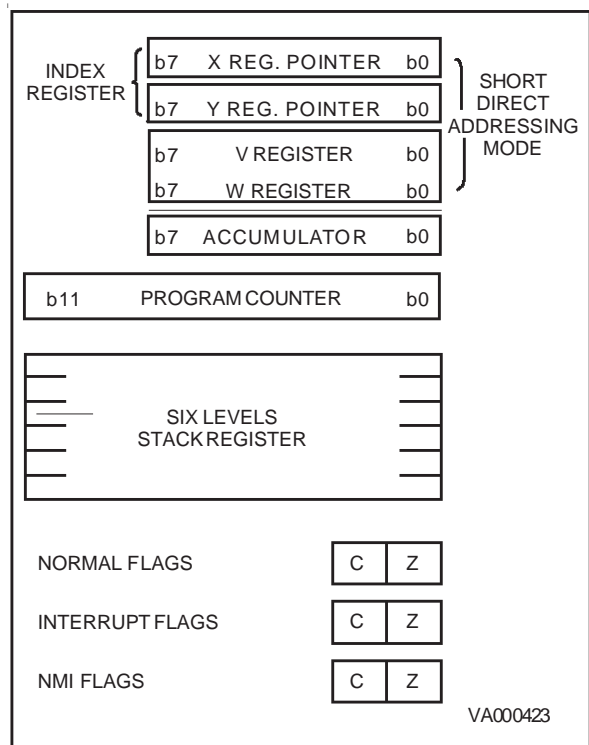 INDEX
REGISTER
b7 X REG. POINTER b0
b7 Y REG. POINTER b0
b7 V REGISTER b0
b7 W REGISTER b0
SHORT
DIRECT
ADDRESSING
MODE
b7 ACCUMULATOR b0
b11 PROGRAM COUNTER b0
SIX LEVELS
STACK REGISTER
NORMAL FLAGS C Z
INTERRUPT FLAGS C Z
NMI FLAGS C Z
VA000423